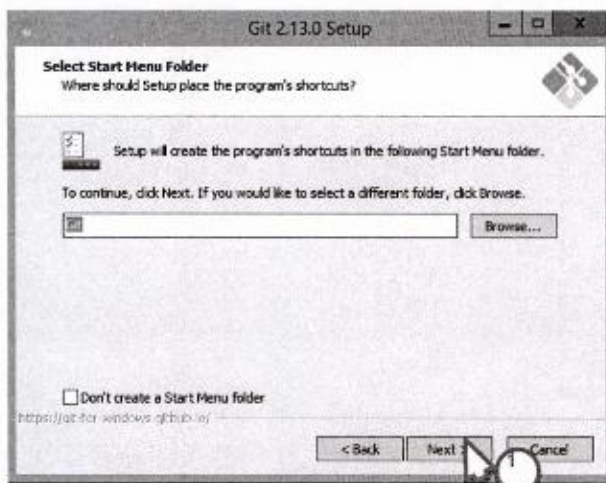 Git 2.13.0 Setup
Select Start Menu Folder
Where should Setup place the program's shortcuts?
Setup will create the program's shortcuts in the following Start Menu folder.
To continue, click Next. If you would like to select a different folder, click Browse.
Browse...
Don't create a Start Menu folder
https://git-for-windows.github.io/
< Back
Next >
Cancel
1